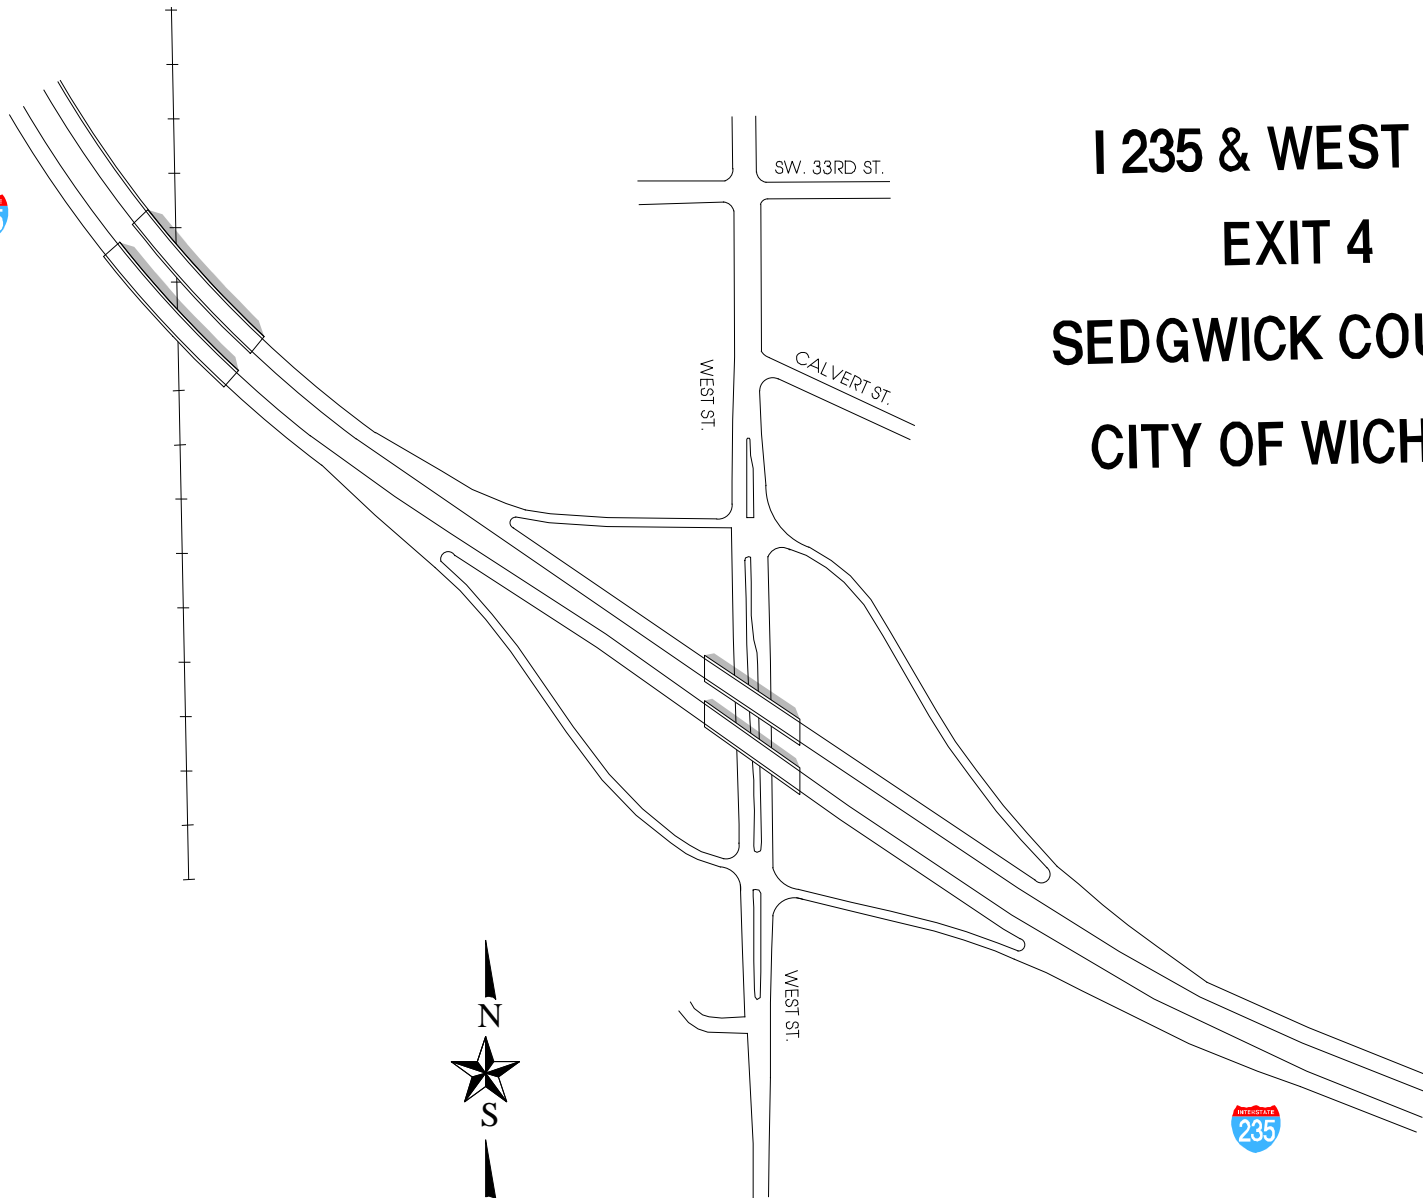 I 235 & WEST
EXIT 4
SEDGWICK COU
CITY OF WICH
SW. 33RD ST.
CALVERT ST.
WEST ST.
WEST ST.
N
S
INTERSTATE
235